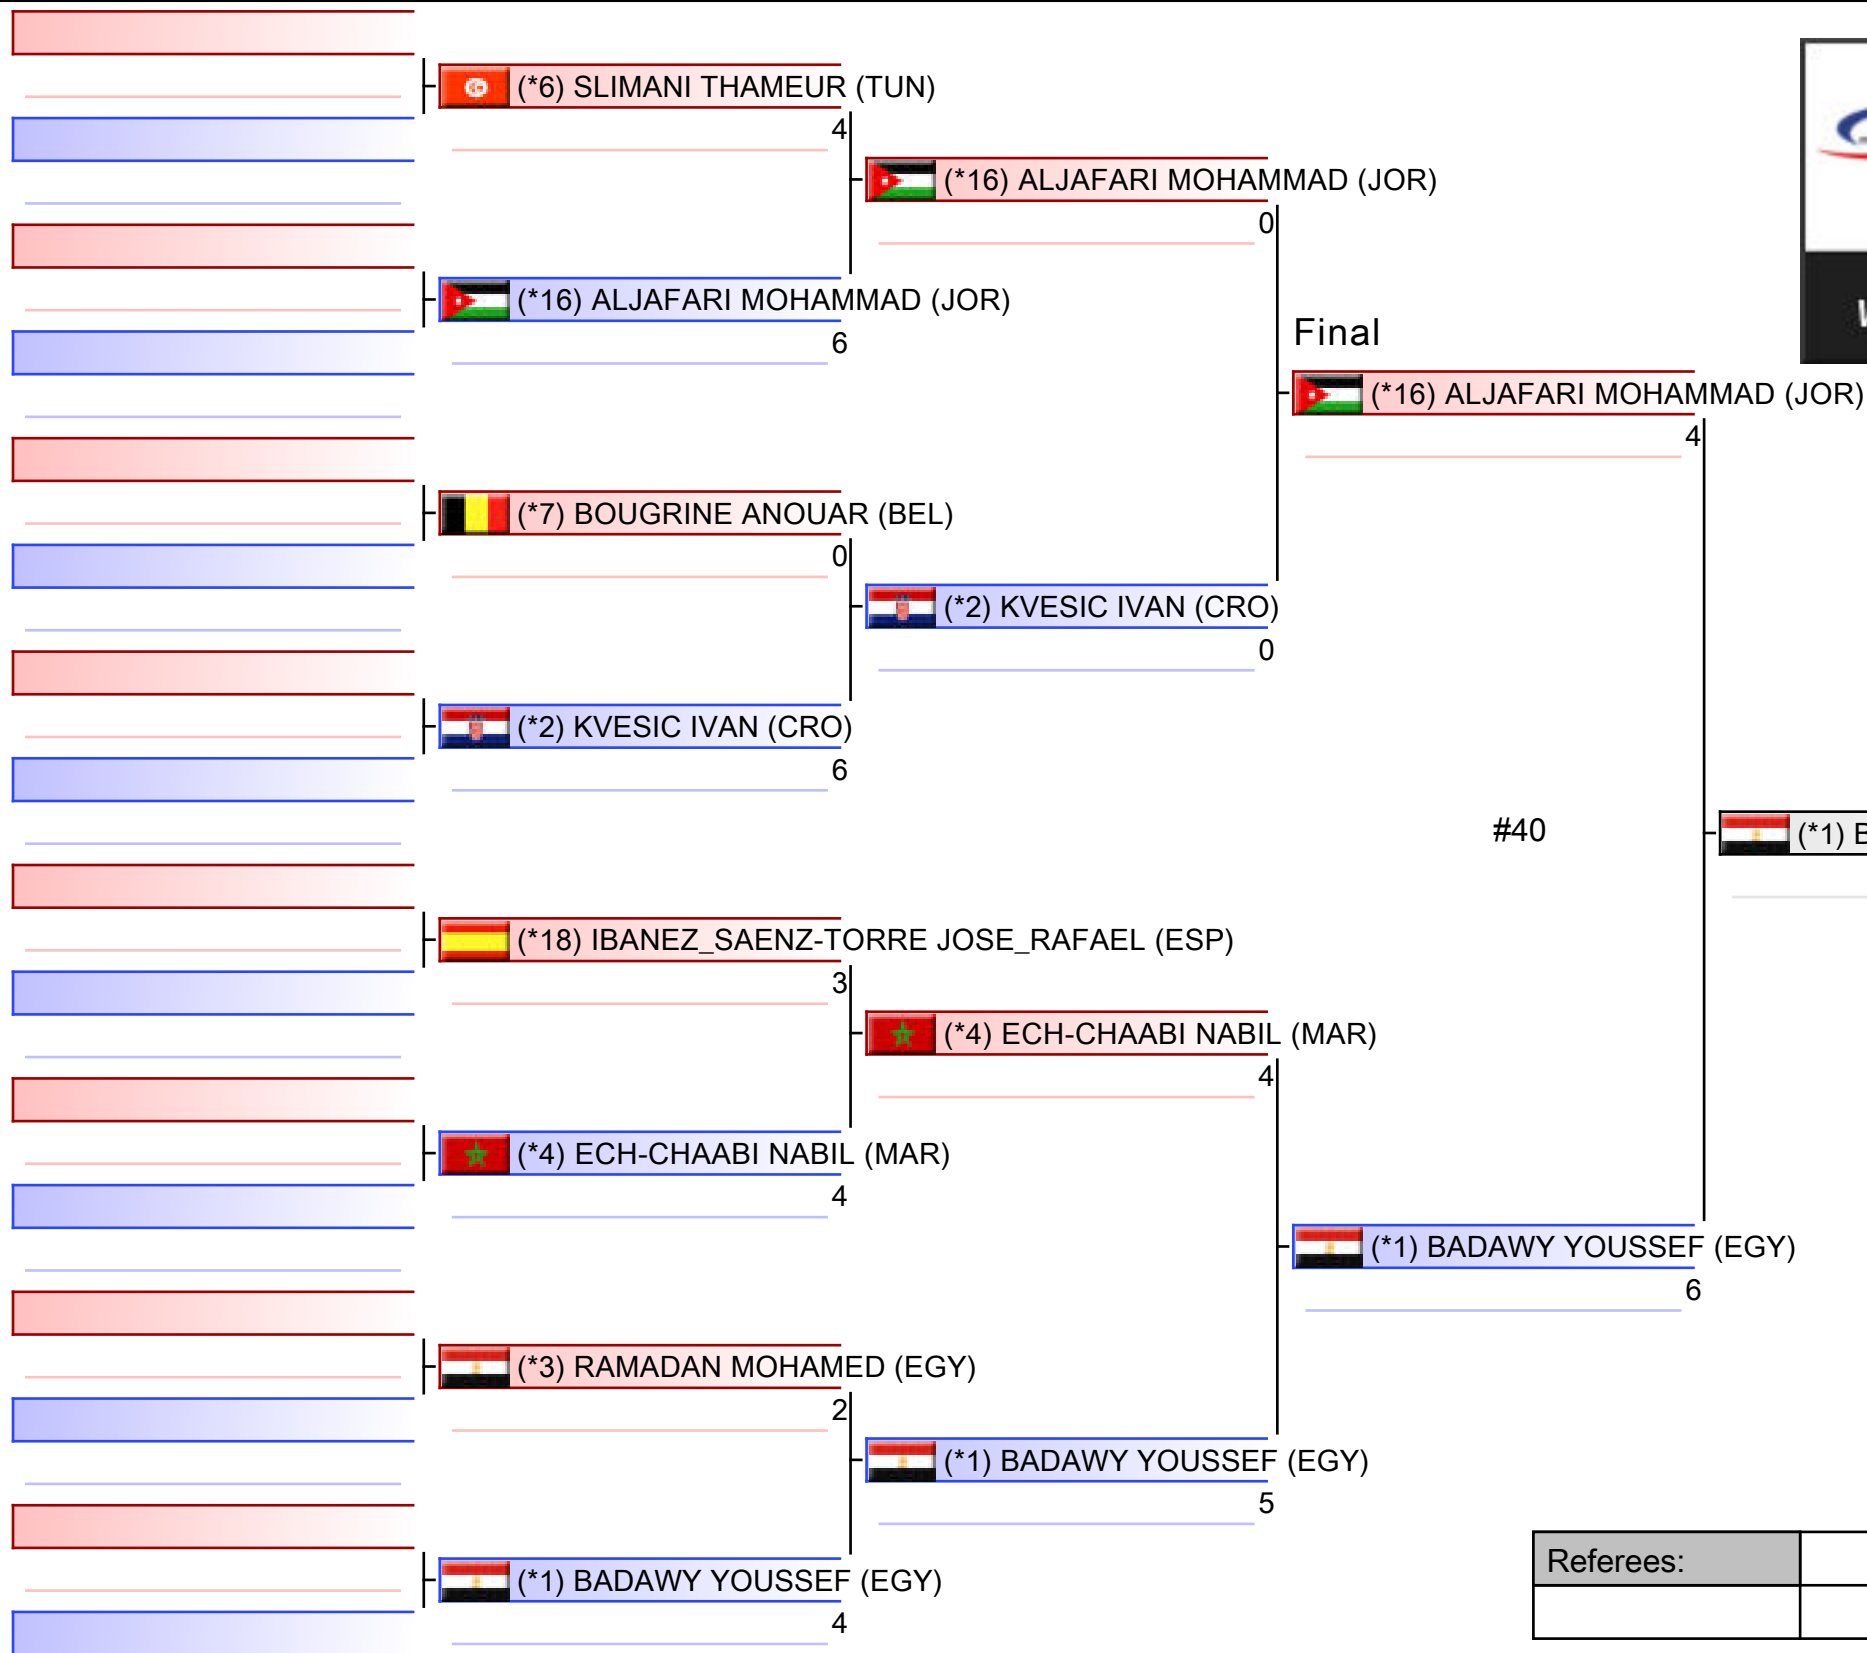 (*6) SLIMANI THAMEUR (TUN)
4
(*16) ALJAFARI MOHAMMAD (JOR)
0
(*16) ALJAFARI MOHAMMAD (JOR)
6
Final
(*16) ALJAFARI MOHAMMAD (JOR)
4
(*7) BOUGRINE ANOUAR (BEL)
0
(*2) KVESIC IVAN (CRO)
0
(*2) KVESIC IVAN (CRO)
6
#40
(*1) B
(*18) IBANEZ_SAENZ-TORRE JOSE_RAFAEL (ESP)
3
(*4) ECH-CHAABI NABIL (MAR)
4
(*4) ECH-CHAABI NABIL (MAR)
4
(*1) BADAWY YOUSSEF (EGY)
6
(*3) RAMADAN MOHAMED (EGY)
2
(*1) BADAWY YOUSSEF (EGY)
5
(*1) BADAWY YOUSSEF (EGY)
4
Referees: